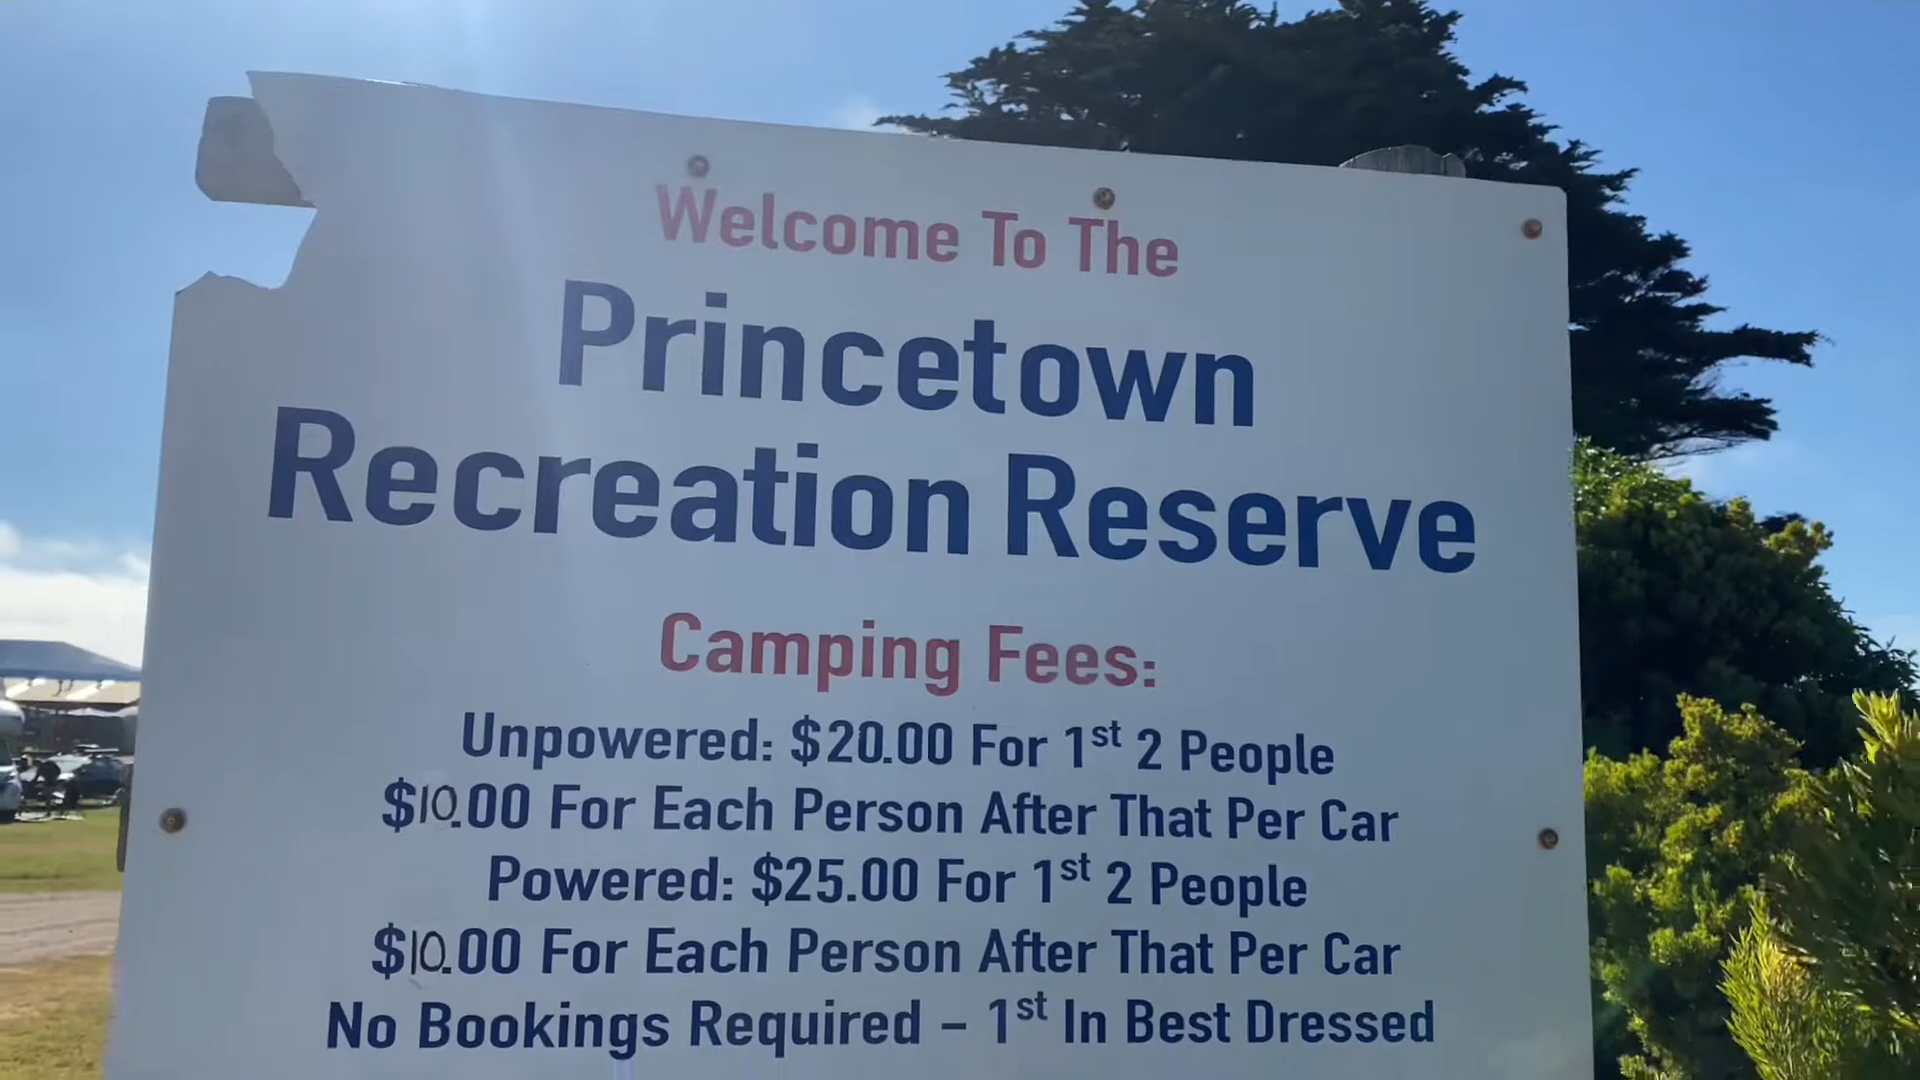 Welcome To The
Princetown
Recreation Reserve
Camping Fees:
Unpowered: $20.00 For 1st 2 People
$10.00 For Each Person After That Per Car
Powered: $25.00 For 1st 2 People
$10.00 For Each Person After That Per Car
No Bookings Required – 1st In Best Dressed